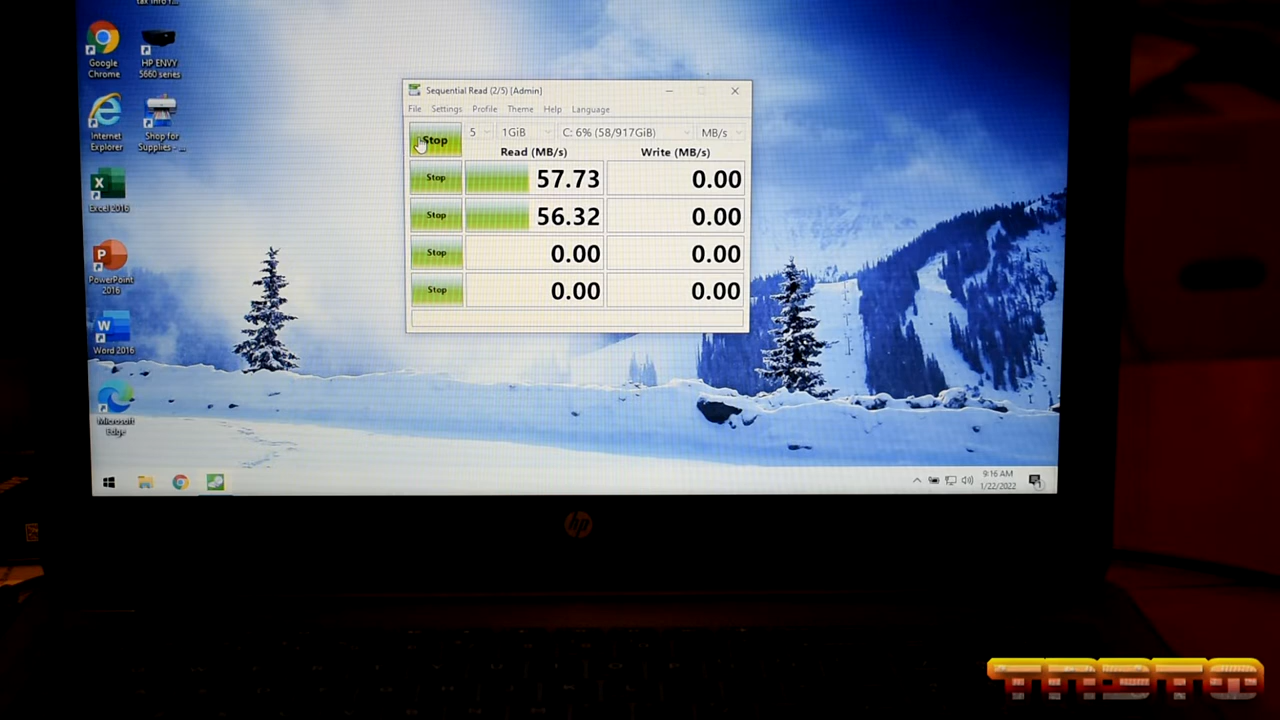 tax info f...
Google
Chrome
HP ENVY
5660 series
Internet
Explorer
Shop for
Supplies - ...
Excel 2016
PowerPoint
2016
Word 2016
Microsoft
Edge
Sequential Read (2/5) [Admin]
File Settings Profile Theme Help Language
Stop 5 1GiB C: 6% (58/917GiB) MB/s
Read (MB/s) Write (MB/s)
Stop 57.73 0.00
Stop 56.32 0.00
Stop 0.00 0.00
Stop 0.00 0.00
9:16 AM
1/22/2022
hp